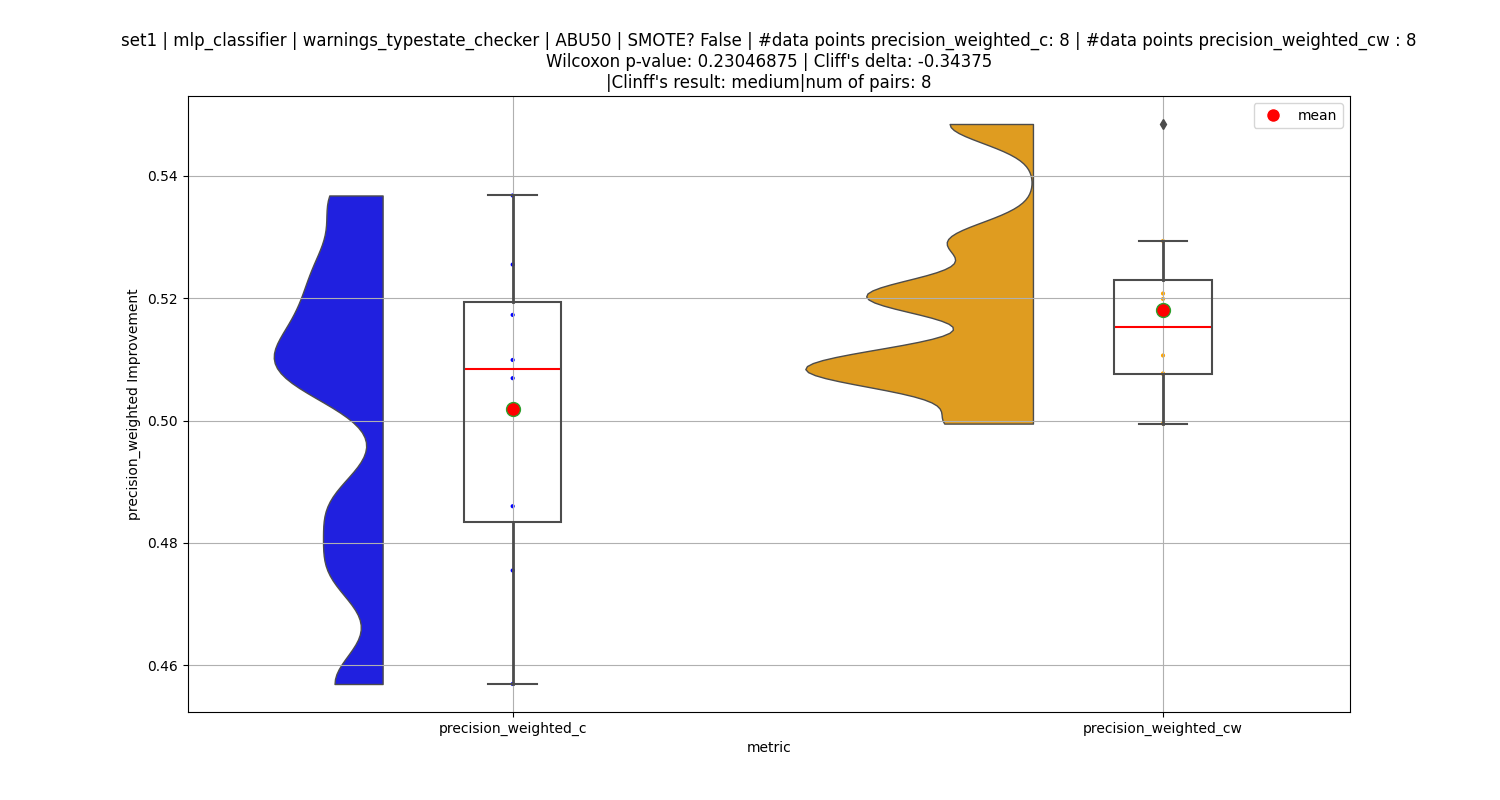 set1 | mlp_classifier | warnings_typestate_checker | ABU50 | SMOTE? False | #data points precision_weighted_c: 8 | #data points precision_weighted_cw : 8
Wilcoxon p-value: 0.23046875 | Cliff's delta: -0.34375
|Clinff's result: medium|num of pairs: 8
mean
precision_weighted Improvement
0.54
0.52
0.50
0.48
0.46
precision_weighted_c
precision_weighted_cw
metric